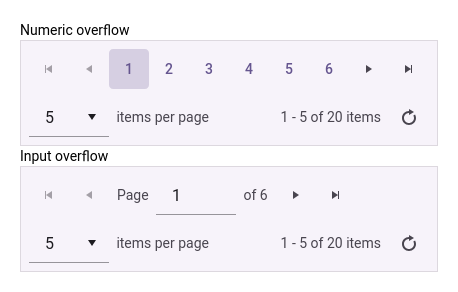 Numeric overflow
1 2 3 4 5 6
5 items per page 1 - 5 of 20 items
Input overflow
Page 1 of 6
5 items per page 1 - 5 of 20 items